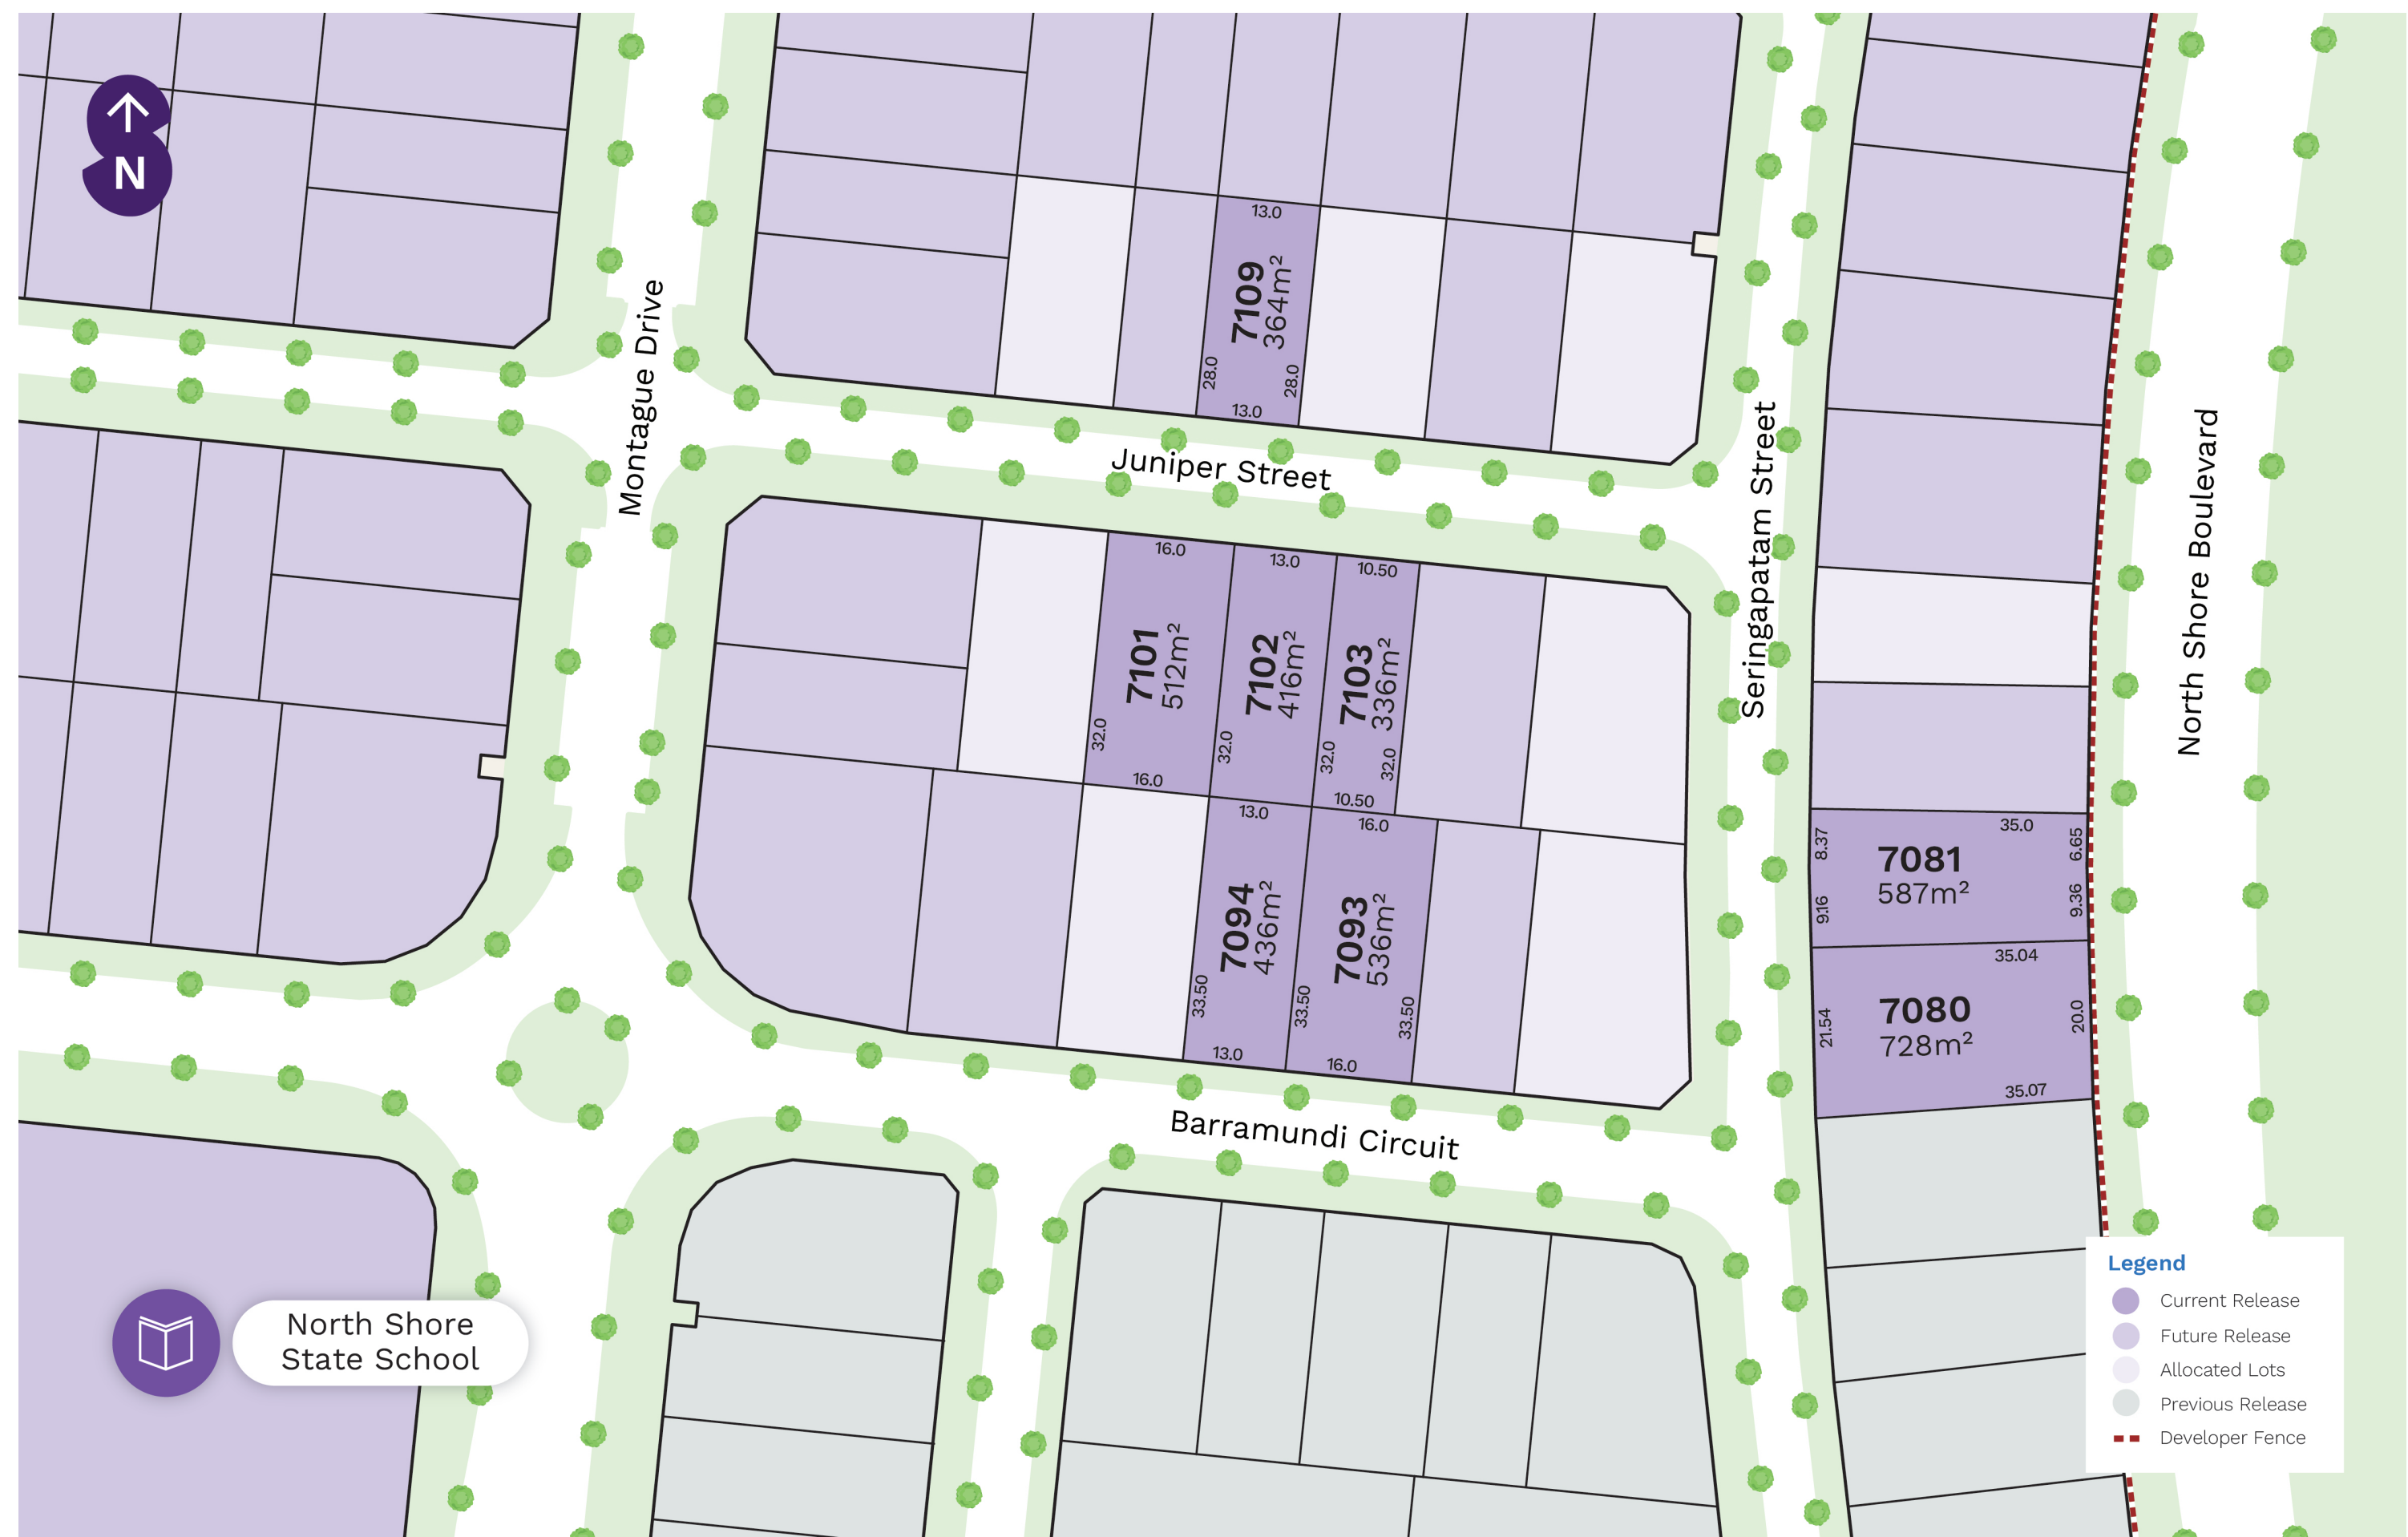 N
13.0
7109
364m²
28.0
28.0
13.0
Montague Drive
Juniper Street
Seringapatam Street
North Shore Boulevard
16.0
13.0
10.50
7101
512m²
7102
416m²
7103
336m²
32.0
32.0
32.0
32.0
16.0
10.50
13.0
16.0
7094
436m²
7093
536m²
33.50
33.50
33.50
13.0
16.0
35.0
8.37
6.65
7081
587m²
9.16
9.36
35.04
7080
728m²
21.54
20.0
35.07
Barramundi Circuit
North Shore
State School
Legend
Current Release
Future Release
Allocated Lots
Previous Release
Developer Fence